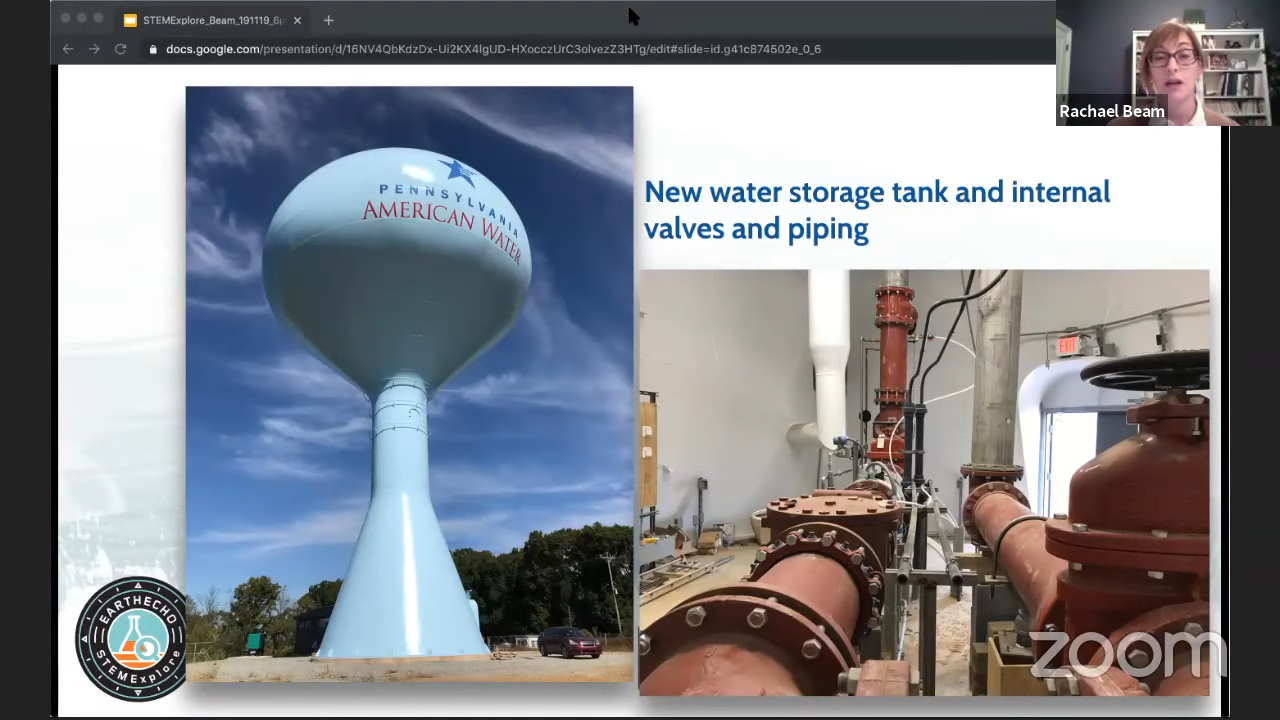 STEMExplore_Beam_191119_6p
docs.google.com/presentation/d/16NV4QbKdzDx-Ui2KX4IgUD-HXocczUrC3olvezZ3HTg/edit#slide=id.g41c874502e_0_6
Rachael Beam
New water storage tank and internal
valves and piping
PENNSYLVANIA
AMERICAN WATER
EXIT
EARTHECHO
STEMExplore
zoom